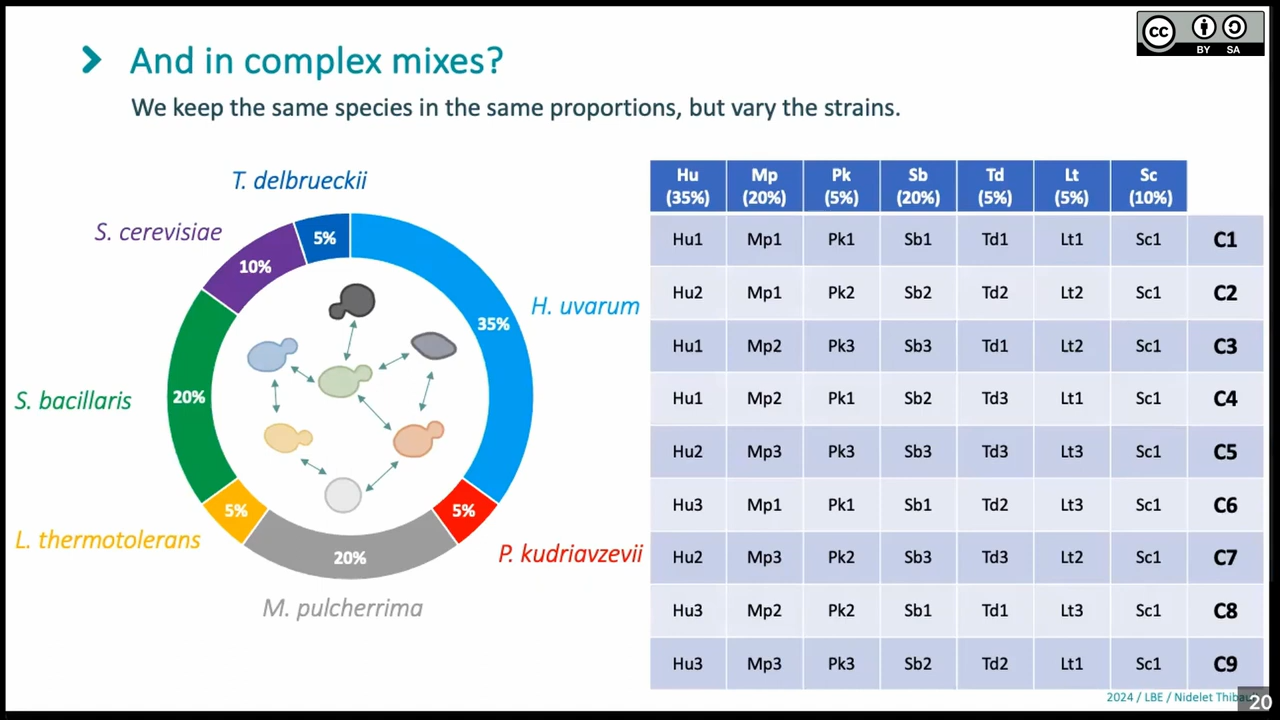 And in complex mixes?
We keep the same species in the same proportions, but vary the strains.
cc
BY SA
T. delbrueckii
S. cerevisiae
H. uvarum
S. bacillaris
L. thermotolerans
P. kudriavzevii
M. pulcherrima
5%
10%
35%
20%
5%
5%
20%
Hu Mp Pk Sb Td Lt Sc
(35%) (20%) (5%) (20%) (5%) (5%) (10%)
Hu1 Mp1 Pk1 Sb1 Td1 Lt1 Sc1 C1
Hu2 Mp1 Pk2 Sb2 Td2 Lt2 Sc1 C2
Hu1 Mp2 Pk3 Sb3 Td1 Lt2 Sc1 C3
Hu1 Mp2 Pk1 Sb2 Td3 Lt1 Sc1 C4
Hu2 Mp3 Pk3 Sb3 Td3 Lt3 Sc1 C5
Hu3 Mp1 Pk1 Sb1 Td2 Lt3 Sc1 C6
Hu2 Mp3 Pk2 Sb3 Td3 Lt2 Sc1 C7
Hu3 Mp2 Pk2 Sb1 Td1 Lt3 Sc1 C8
Hu3 Mp3 Pk3 Sb2 Td2 Lt1 Sc1 C9
2024 / LBE / Nidelet
20